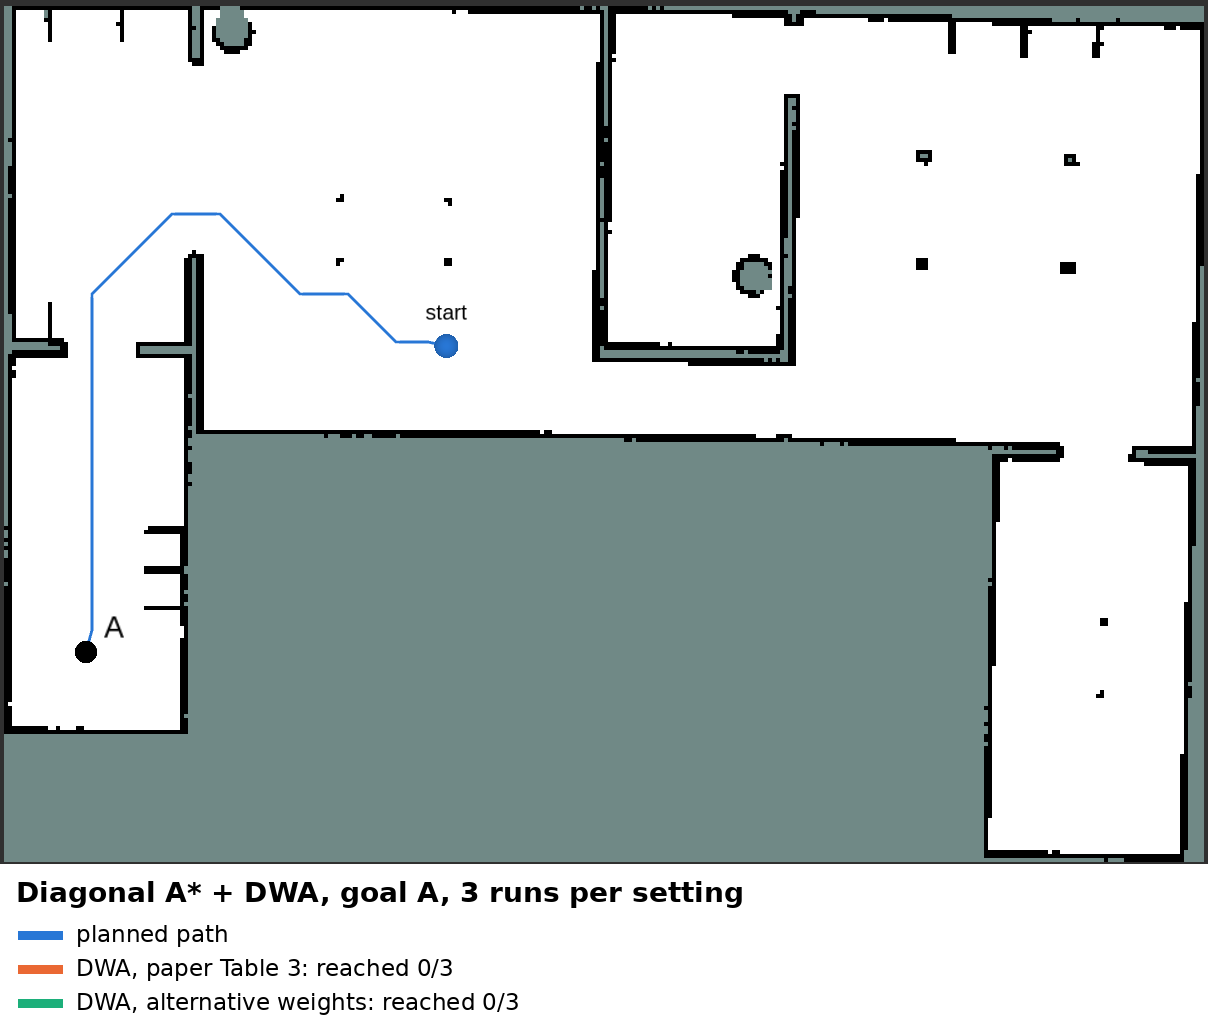 start
A
Diagonal A* + DWA, goal A, 3 runs per setting
planned path
DWA, paper Table 3: reached 0/3
DWA, alternative weights: reached 0/3